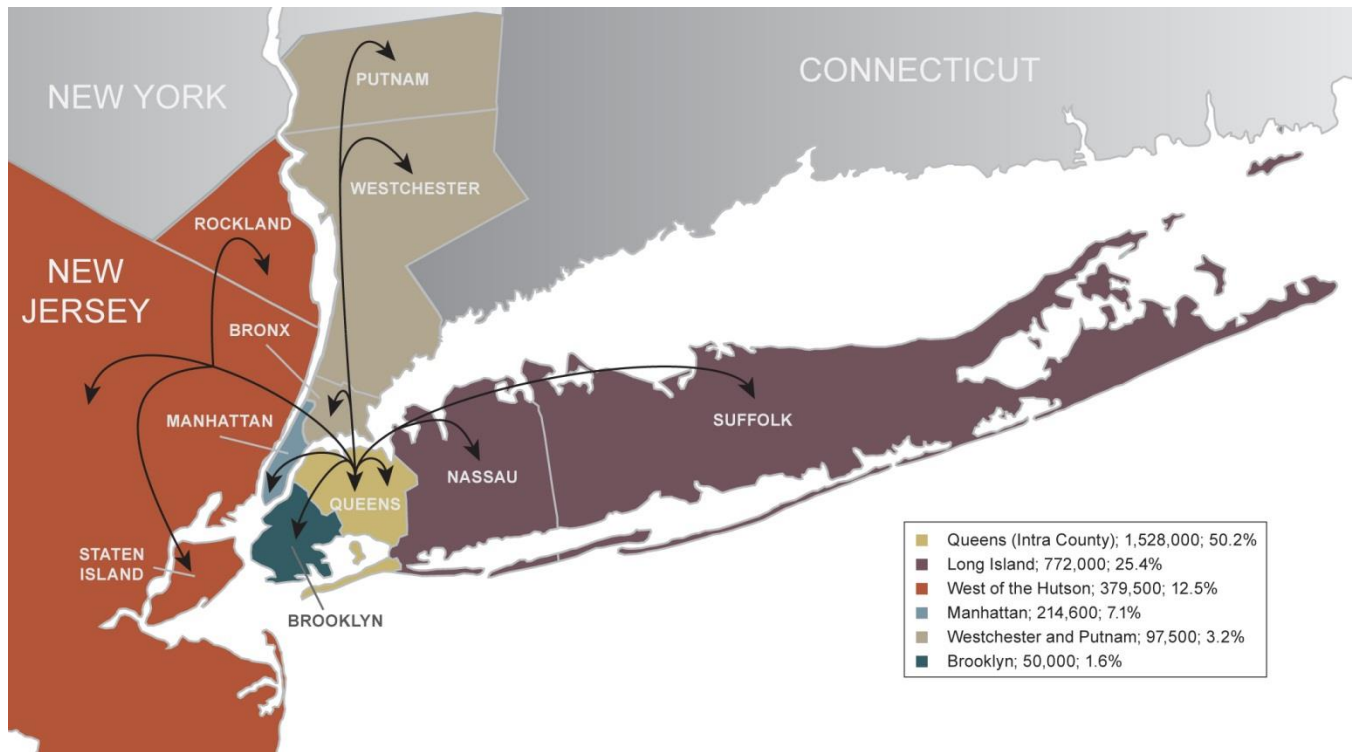 NEW YORK
PUTNAM
CONNECTICUT
WESTCHESTER
ROCKLAND
NEW
JERSEY
BRONX
MANHATTAN
SUFFOLK
NASSAU
QUEENS
STATEN
ISLAND
BROOKLYN
Queens (Intra County); 1,528,000; 50.2%
Long Island; 772,000; 25.4%
West of the Hutson; 379,500; 12.5%
Manhattan; 214,600; 7.1%
Westchester and Putnam; 97,500; 3.2%
Brooklyn; 50,000; 1.6%